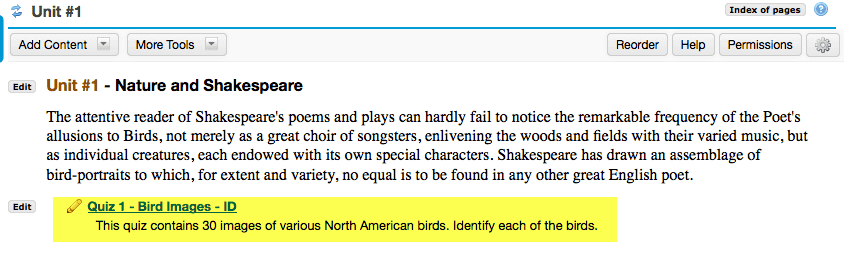 Unit #1
Index of pages
?
Add Content
More Tools
Reorder
Help
Permissions
Edit
Unit #1 - Nature and Shakespeare
The attentive reader of Shakespeare's poems and plays can hardly fail to notice the remarkable frequency of the Poet's
allusions to Birds, not merely as a great choir of songsters, enlivening the woods and fields with their varied music, but
as individual creatures, each endowed with its own special characters. Shakespeare has drawn an assemblage of
bird-portraits to which, for extent and variety, no equal is to be found in any other great English poet.
Edit
Quiz 1 - Bird Images - ID
This quiz contains 30 images of various North American birds. Identify each of the birds.